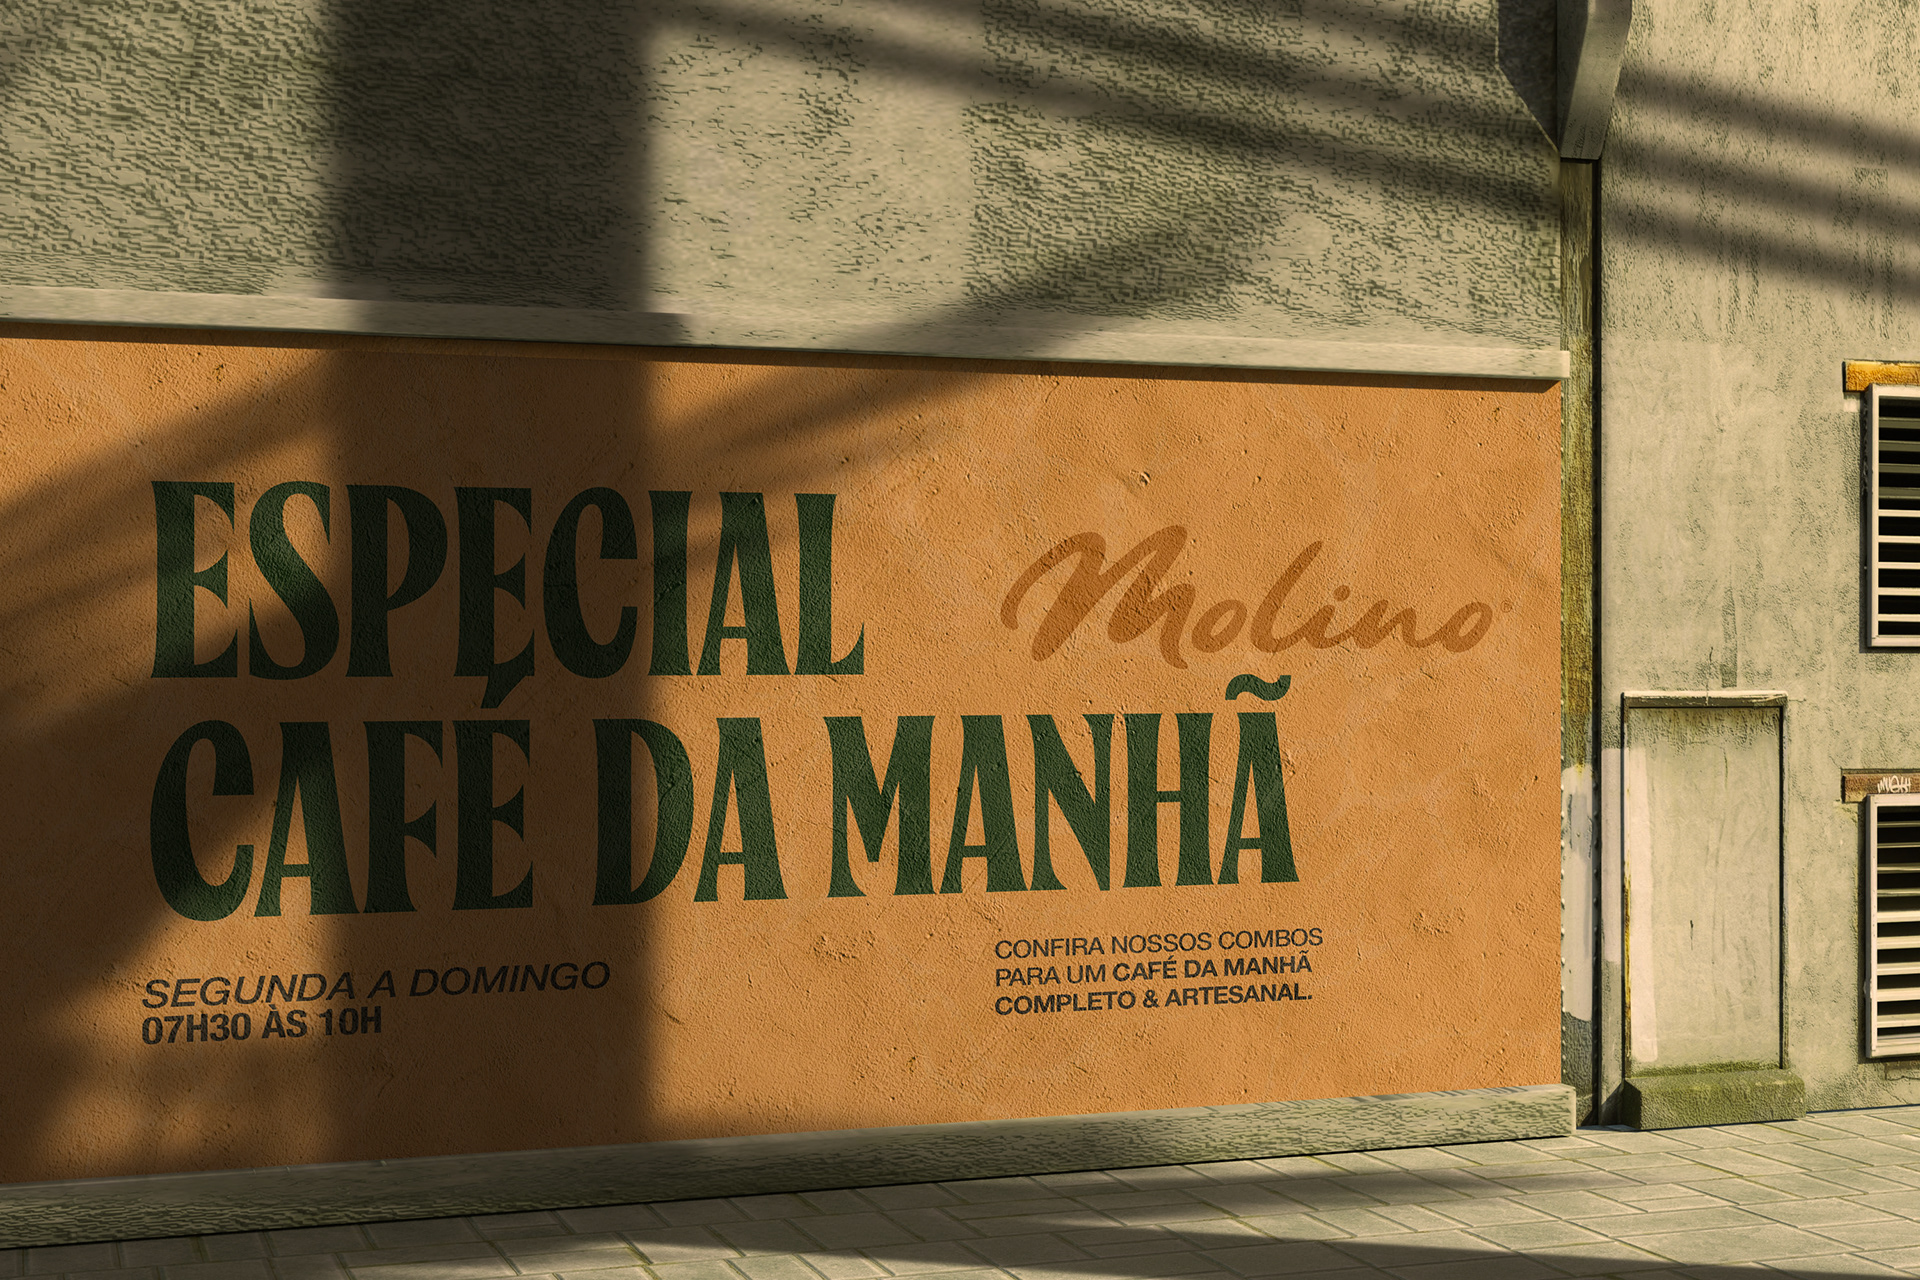 ESPECIAL
Molino
CAFÉ DA MANHÃ
SEGUNDA A DOMINGO
07H30 ÀS 10H
CONFIRA NOSSOS COMBOS
PARA UM CAFÉ DA MANHÃ
COMPLETO & ARTESANAL.